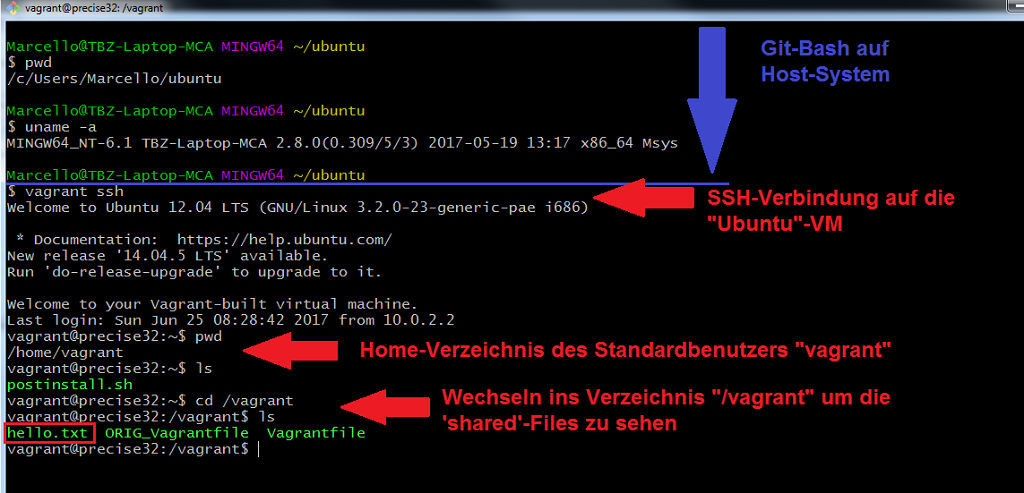 vagrant@precise32: /vagrant
Marcello@TBZ-Laptop-MCA MINGW64 ~/ubuntu
$ pwd
/c/Users/Marcello/ubuntu
Marcello@TBZ-Laptop-MCA MINGW64 ~/ubuntu
$ uname -a
MINGW64_NT-6.1 TBZ-Laptop-MCA 2.8.0(0.309/5/3) 2017-05-19 13:17 x86_64 Msys
Git-Bash auf
Host-System
Marcello@TBZ-Laptop-MCA MINGW64 ~/ubuntu
$ vagrant ssh
Welcome to Ubuntu 12.04 LTS (GNU/Linux 3.2.0-23-generic-pae i686)
SSH-Verbindung auf die
"Ubuntu"-VM
 * Documentation:  https://help.ubuntu.com/
New release '14.04.5 LTS' available.
Run 'do-release-upgrade' to upgrade to it.
Welcome to your Vagrant-built virtual machine.
Last login: Sun Jun 25 08:28:42 2017 from 10.0.2.2
vagrant@precise32:~$ pwd
/home/vagrant
Home-Verzeichnis des Standardbenutzers "vagrant"
vagrant@precise32:~$ ls
postinstall.sh
vagrant@precise32:~$ cd /vagrant
Wechseln ins Verzeichnis "/vagrant" um die
'shared'-Files zu sehen
vagrant@precise32:/vagrant$ ls
hello.txt  ORIG_Vagrantfile  Vagrantfile
vagrant@precise32:/vagrant$